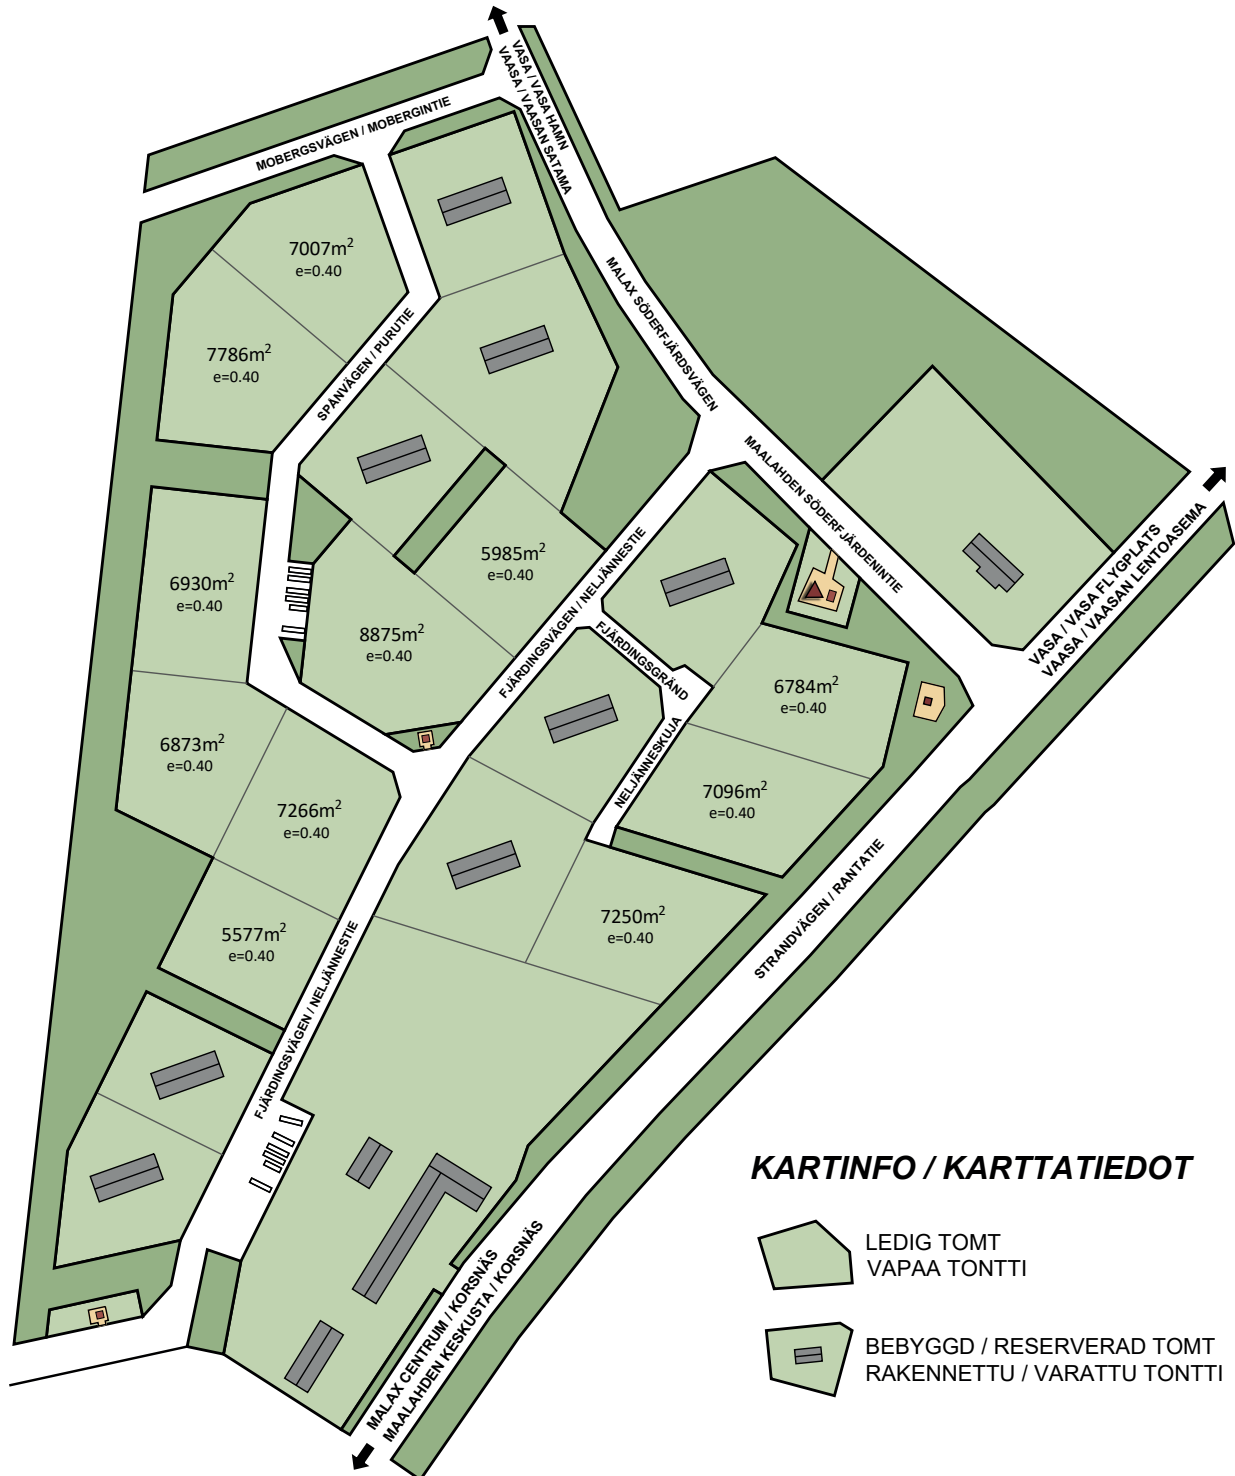 VASA / VASA HAMN
VAASA / VAASAN SATAMA
MOBERGSVÄGEN / MOBERGINTIE
7007m²
e=0.40
7786m²
e=0.40
SPÅNVÄGEN / PURUTIE
MALAX SÖDERFJÄRDSVÄGEN
MAALAHDEN SÖDERFJÄRDENINTIE
VASA / VASA FLYGPLATS
VAASA / VAASAN LENTOASEMA
6930m²
e=0.40
5985m²
e=0.40
8875m²
e=0.40
FJÄRDINGSVÄGEN / NELJÄNNESTIE
FJÄRDINGSGRÄND
NELJÄNNESKUJA
6784m²
e=0.40
6873m²
e=0.40
7266m²
e=0.40
7096m²
e=0.40
5577m²
e=0.40
7250m²
e=0.40
STRANDVÄGEN / RANTATIE
FJÄRDINGSVÄGEN / NELJÄNNESTIE
MALAX CENTRUM / KORSNÄS
MAALAHDEN KESKUSTA / KORSNÄS
KARTINFO / KARTTATIEDOT
LEDIG TOMT
VAPAA TONTTI
BEBYGGD / RESERVERAD TOMT
RAKENNETTU / VARATTU TONTTI